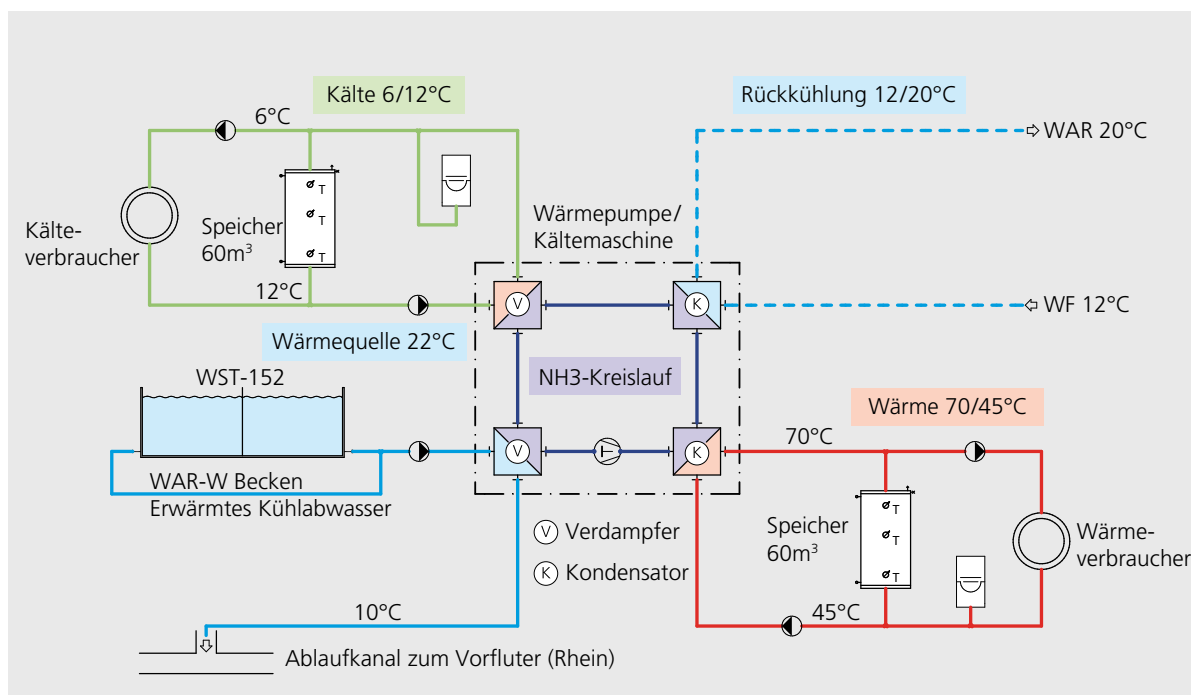 Kälte 6/12°C
Rückkühlung 12/20°C
6°C
WAR 20°C
T
T
T
Speicher
60m³
Kälte-
verbraucher
Wärmepumpe/
Kältemaschine
12°C
V
K
WF 12°C
Wärmequelle 22°C
WST-152
NH3-Kreislauf
Wärme 70/45°C
70°C
V
K
WAR-W Becken
Erwärmtes Kühlabwasser
V Verdampfer
K Kondensator
T
T
T
Speicher
60m³
Wärme-
verbraucher
10°C
45°C
Ablaufkanal zum Vorfluter (Rhein)